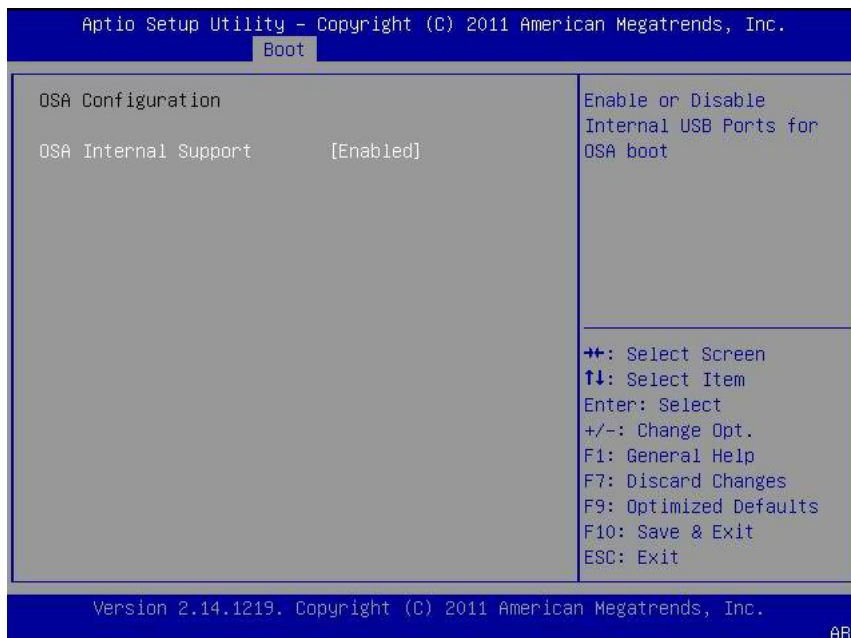 Aptio Setup Utility – Copyright (C) 2011 American Megatrends, Inc.
Boot
OSA Configuration
OSA Internal Support [Enabled]
Enable or Disable
Internal USB Ports for
OSA boot
→←: Select Screen
↑↓: Select Item
Enter: Select
+/-: Change Opt.
F1: General Help
F7: Discard Changes
F9: Optimized Defaults
F10: Save & Exit
ESC: Exit
Version 2.14.1219. Copyright (C) 2011 American Megatrends, Inc.
AB